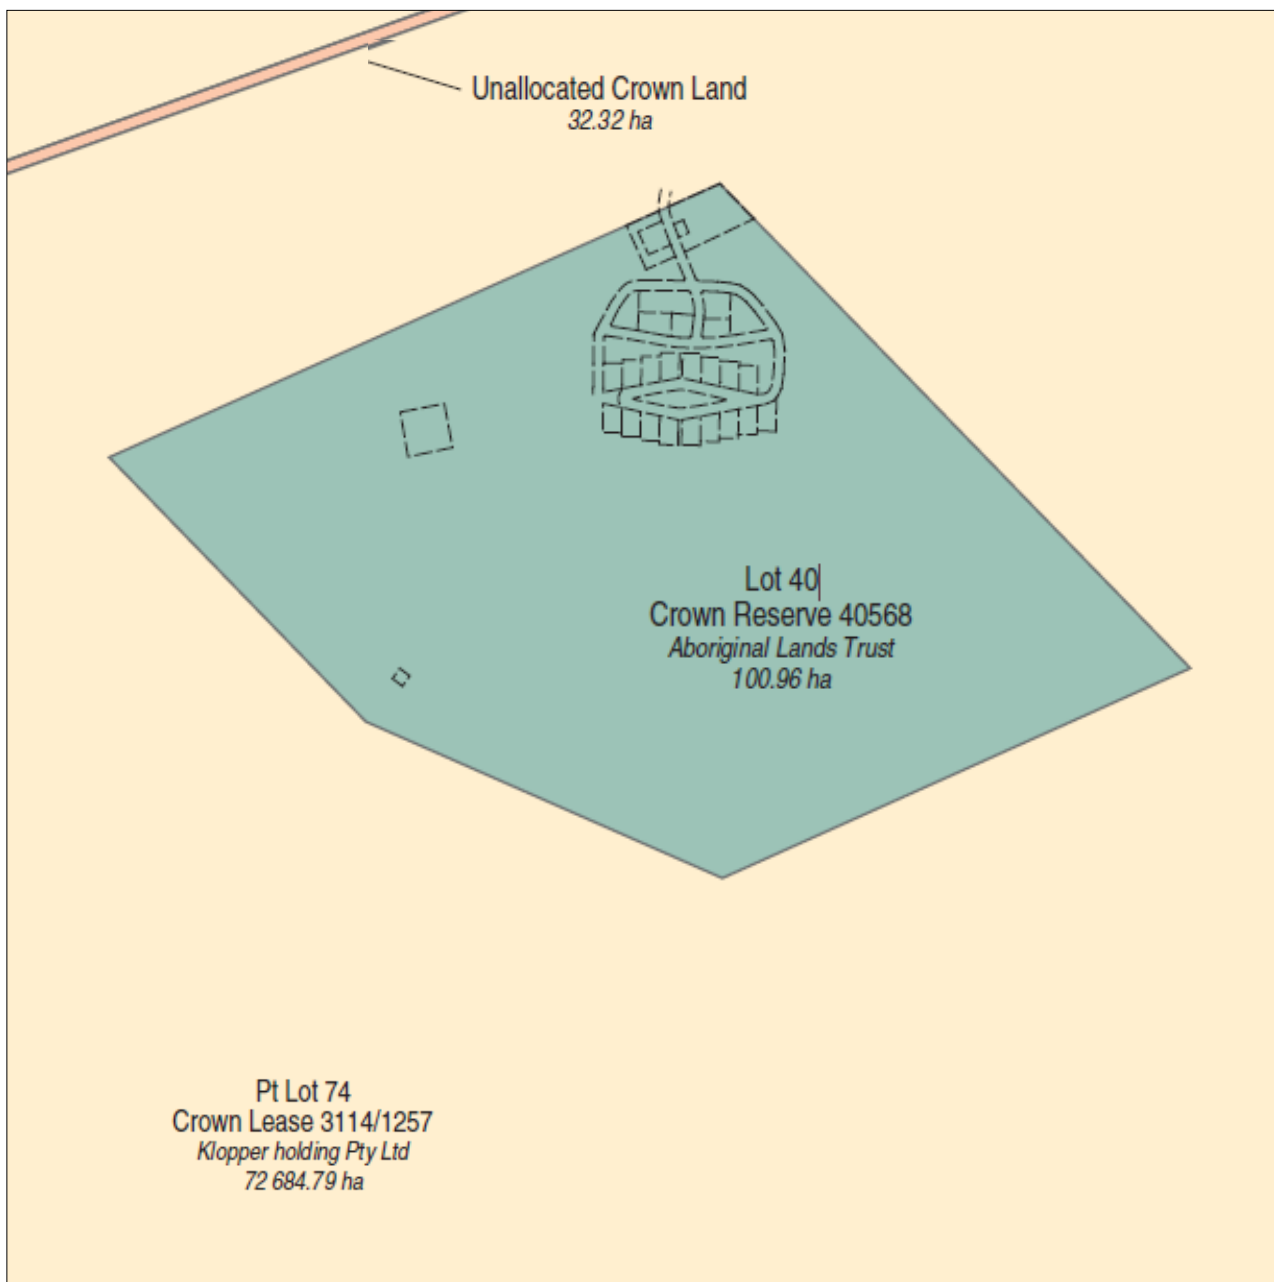 Unallocated Crown Land
32.32 ha
Lot 40
Crown Reserve 40568
Aboriginal Lands Trust
100.96 ha
Pt Lot 74
Crown Lease 3114/1257
Klopper holding Pty Ltd
72 684.79 ha